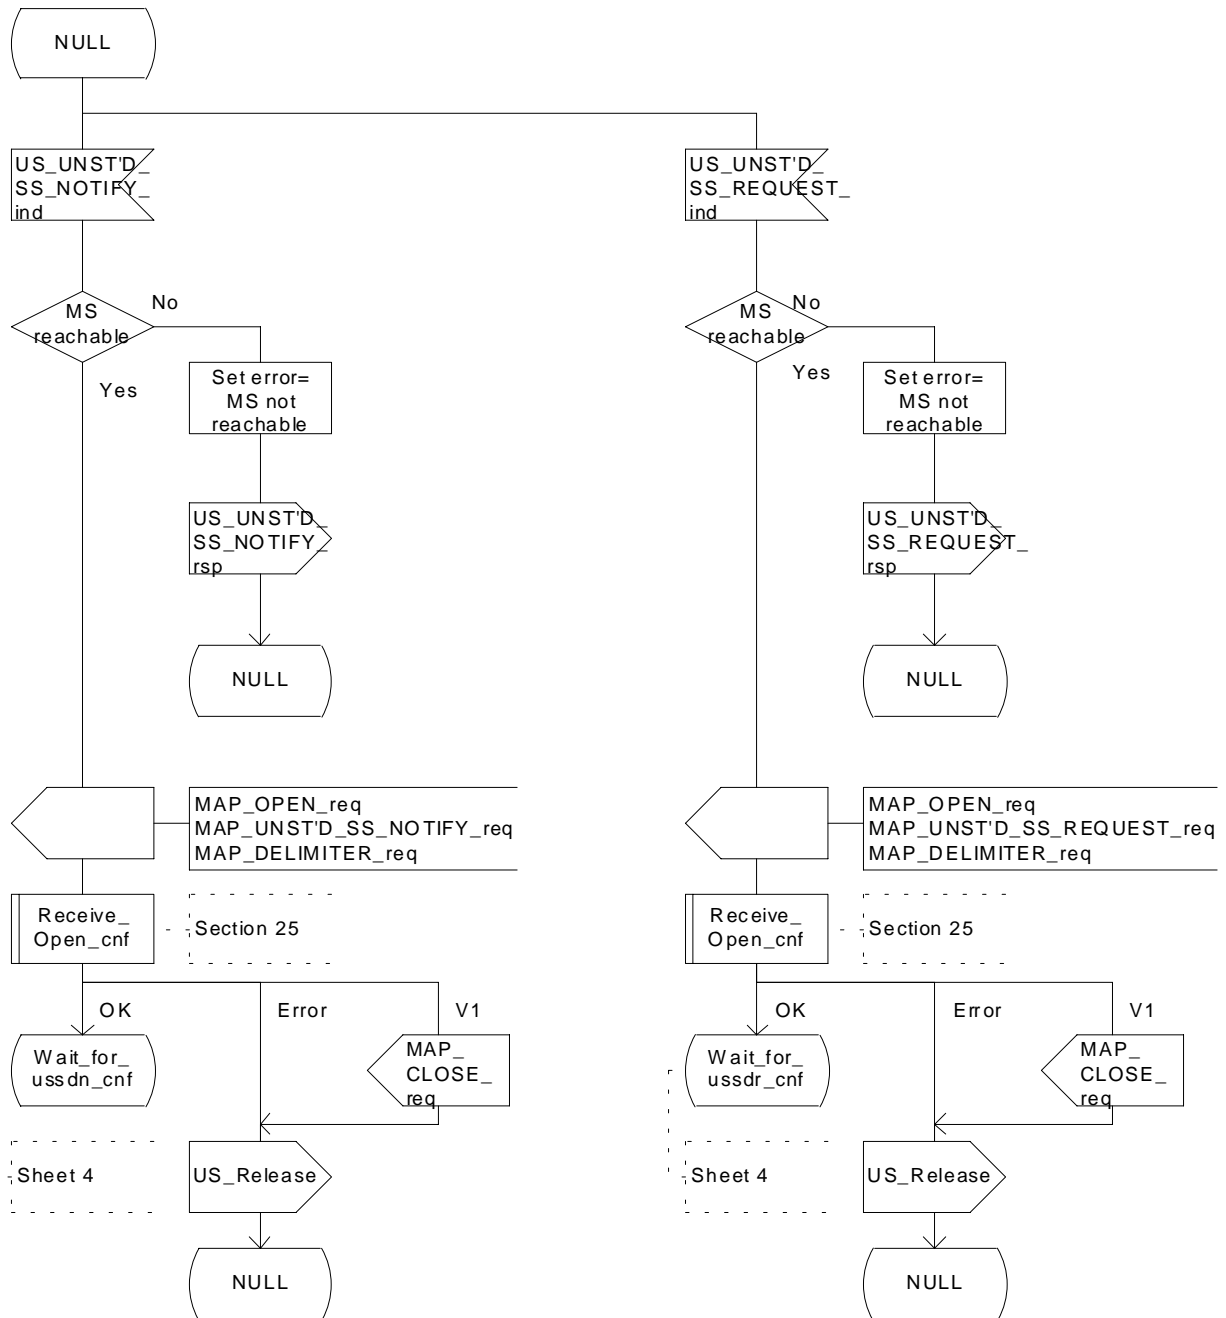 NULL
US_UNST'D_
SS_NOTIFY_
ind
US_UNST'D_
SS_REQUEST_
ind
MS
reachable
No
Yes
MS
reachable
No
Yes
Set error=
MS not
reachable
Set error=
MS not
reachable
US_UNST'D_
SS_NOTIFY_
rsp
US_UNST'D_
SS_REQUEST_
rsp
NULL
NULL
MAP_OPEN_req
MAP_UNST'D_SS_NOTIFY_req
MAP_DELIMITER_req
MAP_OPEN_req
MAP_UNST'D_SS_REQUEST_req
MAP_DELIMITER_req
Receive_
Open_cnf
Section 25
Receive_
Open_cnf
Section 25
OK
Error
V1
OK
Error
V1
Wait_for_
ussdn_cnf
MAP_
CLOSE_
req
Wait_for_
ussdr_cnf
MAP_
CLOSE_
req
Sheet 4
US_Release
Sheet 4
US_Release
NULL
NULL